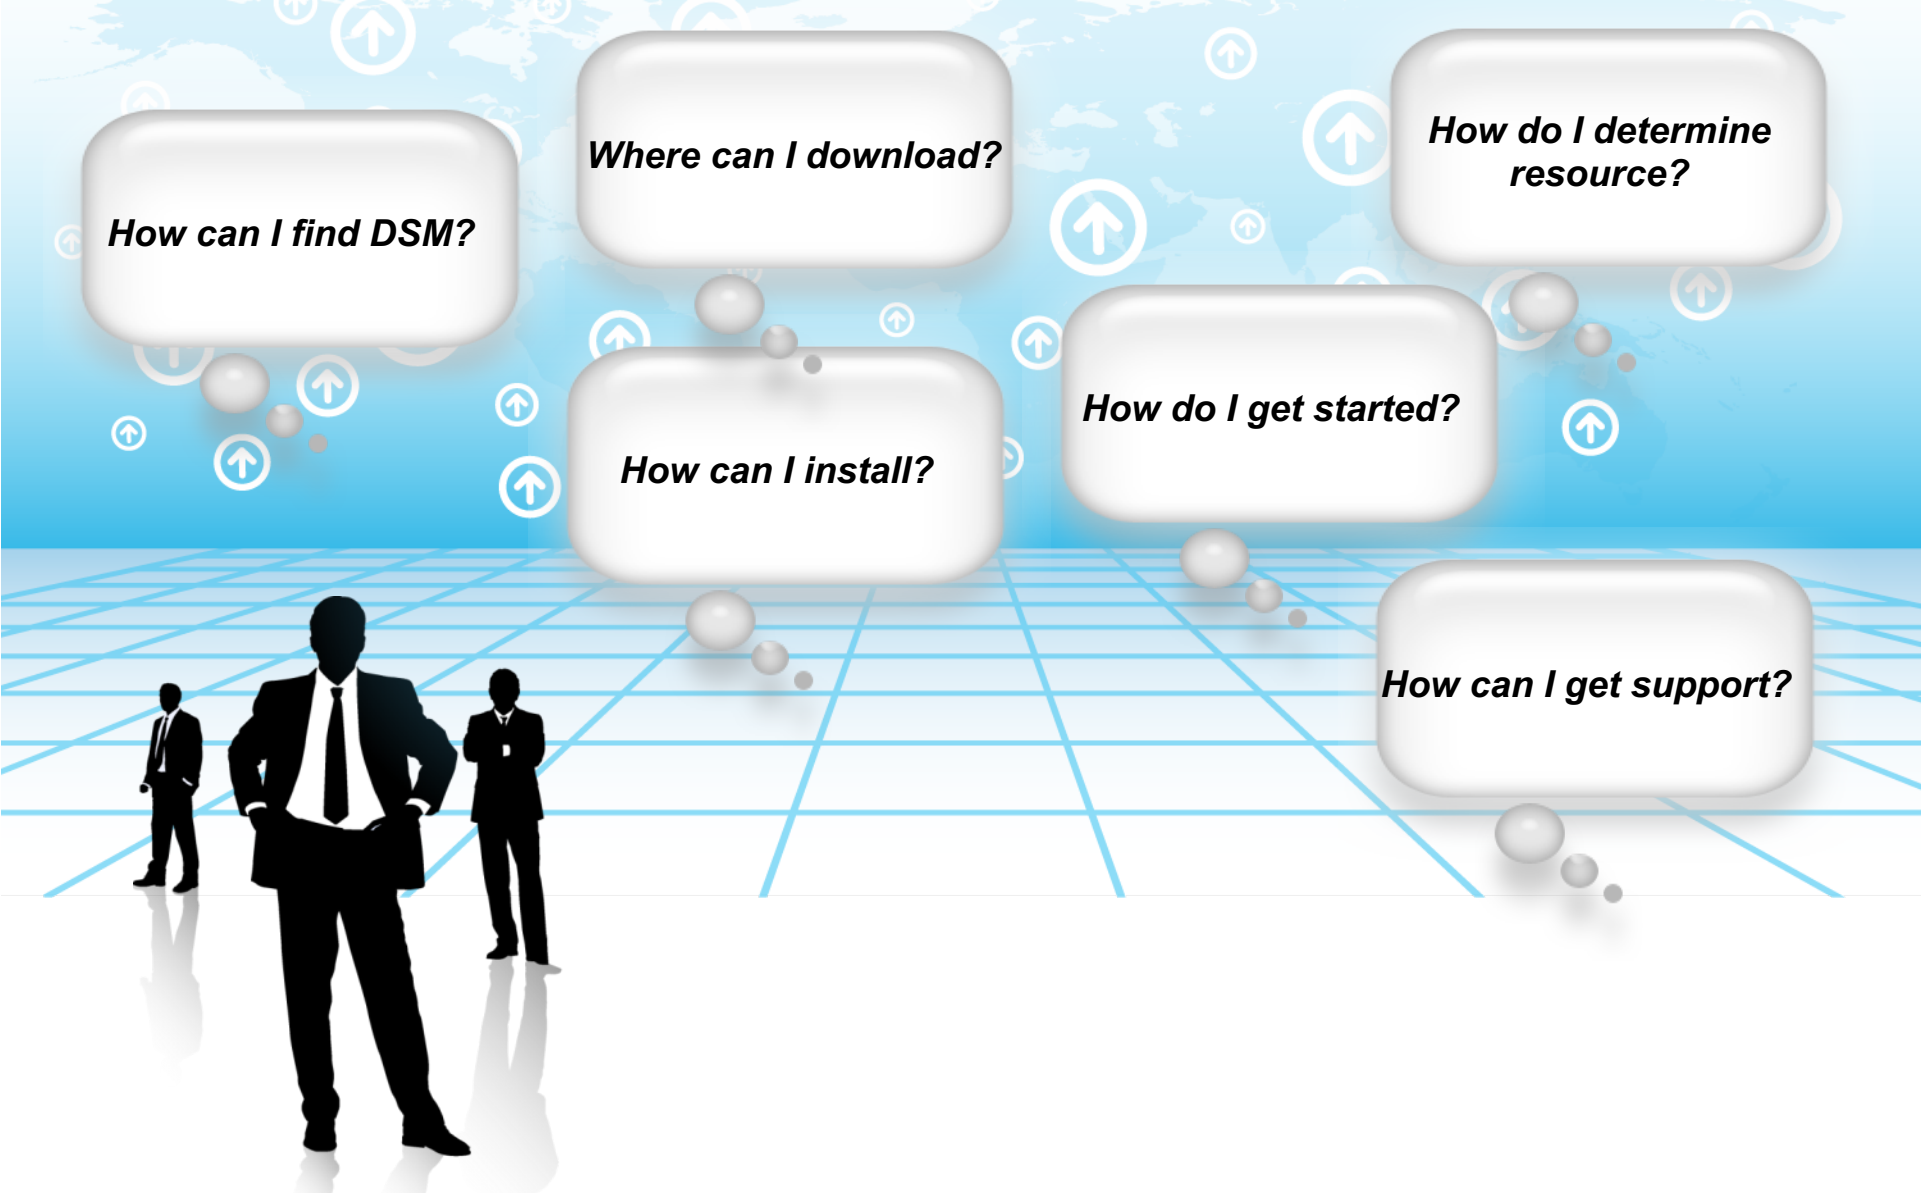 How can I find DSM?
Where can I download?
How can I install?
How do I get started?
How do I determine
resource?
How can I get support?